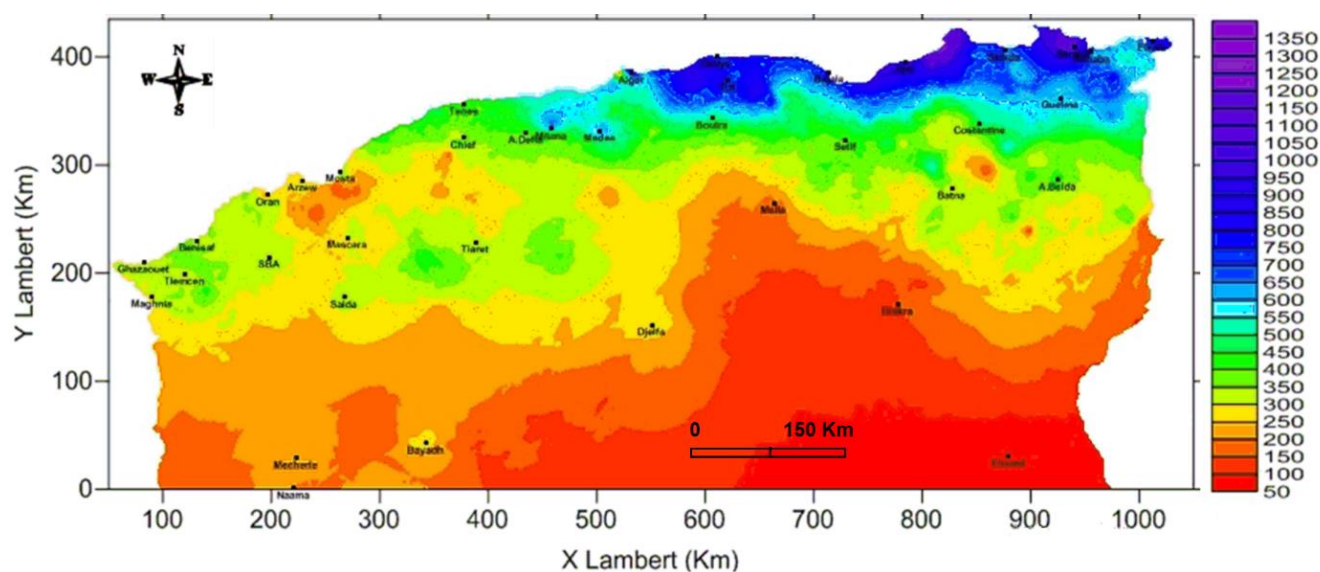 N
W E
S
Y Lambert (Km)
400
300
200
100
0
Alger
Tenes
Chlef
A.Defla
Miliana
Medea
Bouira
Setif
Constantine
Guelma
Annaba
Mosta
Arzew
Oran
Batna
A.Beida
Msila
Mascara
Tiaret
Benisaf
SBA
Ghazaouet
Tlemcen
Maghnia
Saida
Djelfa
Biskra
Bayadh
Mecheria
Naama
0 150 Km
100 200 300 400 500 600 700 800 900 1000
X Lambert (Km)
1350
1300
1250
1200
1150
1100
1050
1000
950
900
850
800
750
700
650
600
550
500
450
400
350
300
250
200
150
100
50